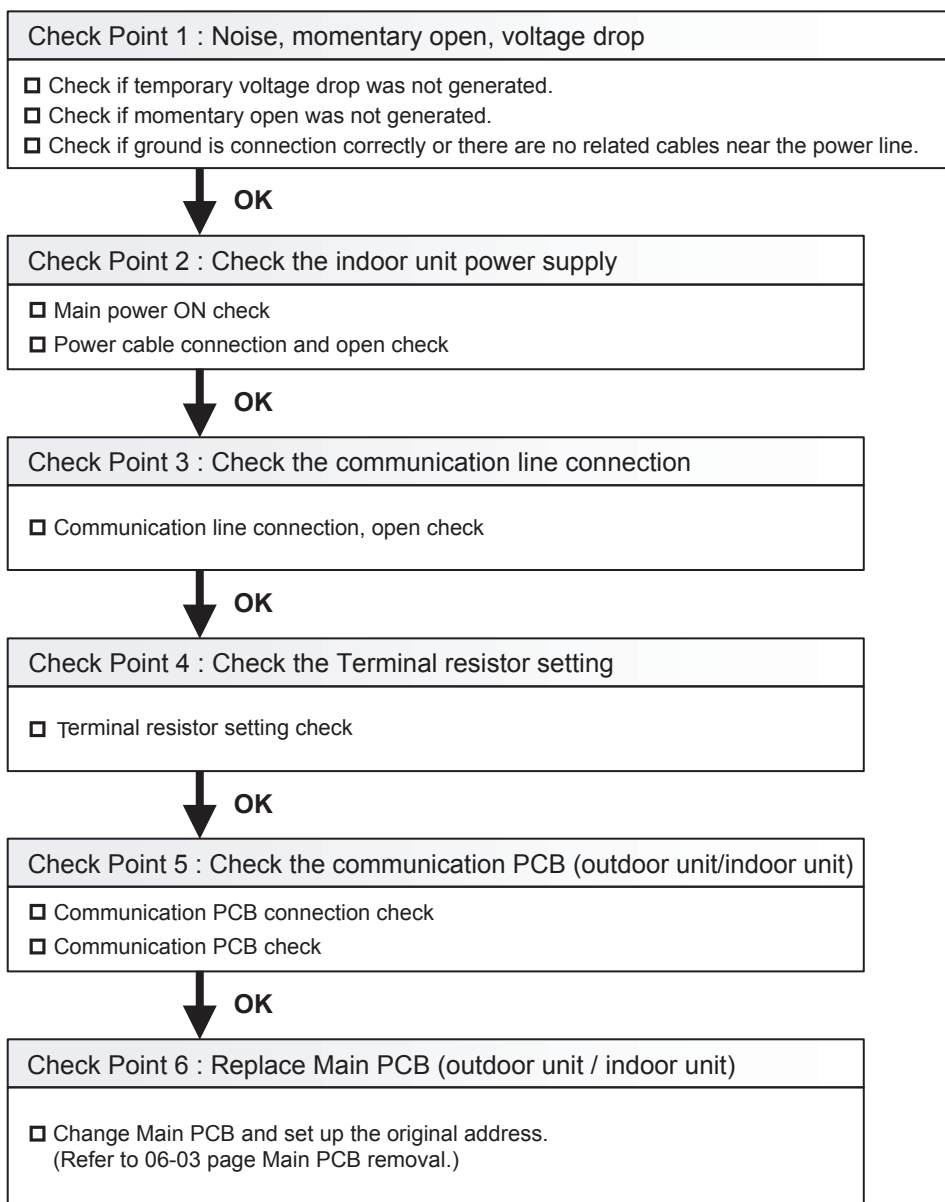 Check Point 1 : Noise, momentary open, voltage drop
Check if temporary voltage drop was not generated.
Check if momentary open was not generated.
Check if ground is connection correctly or there are no related cables near the power line.
OK
Check Point 2 : Check the indoor unit power supply
Main power ON check
Power cable connection and open check
OK
Check Point 3 : Check the communication line connection
Communication line connection, open check
OK
Check Point 4 : Check the Terminal resistor setting
Terminal resistor setting check
OK
Check Point 5 : Check the communication PCB (outdoor unit/indoor unit)
Communication PCB connection check
Communication PCB check
OK
Check Point 6 : Replace Main PCB (outdoor unit / indoor unit)
Change Main PCB and set up the original address.
(Refer to 06-03 page Main PCB removal.)